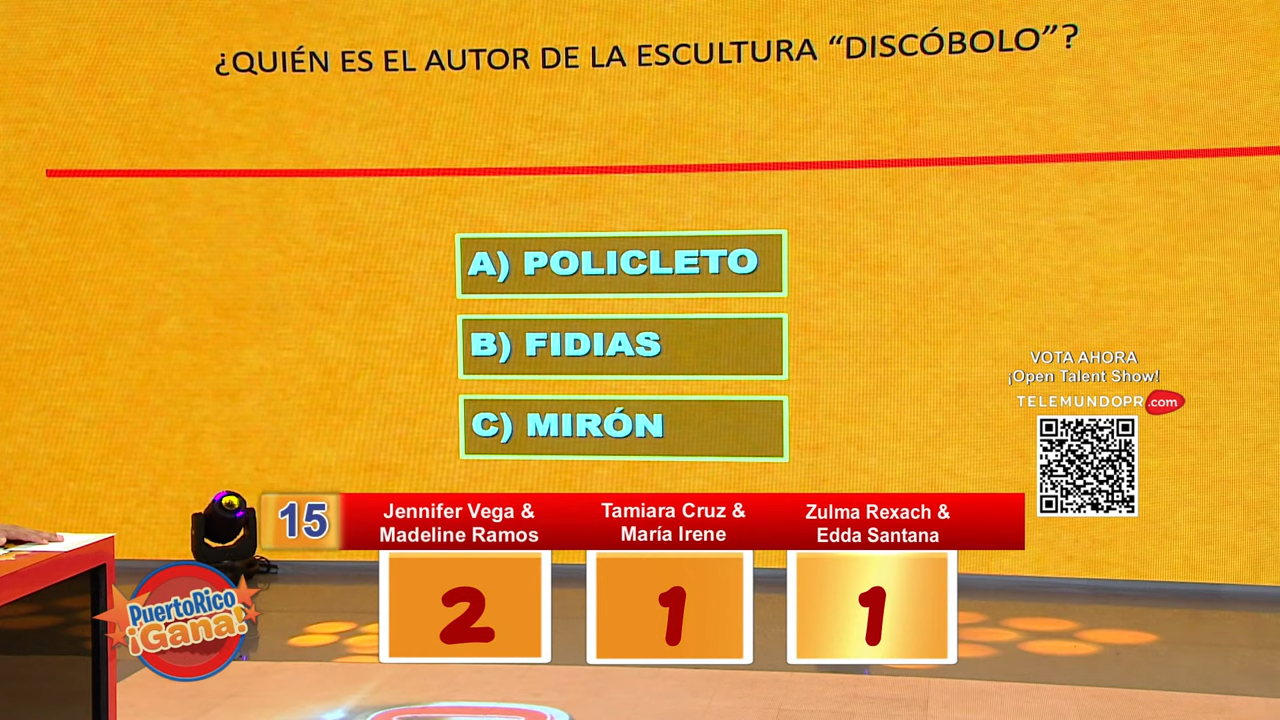 ¿QUIÉN ES EL AUTOR DE LA ESCULTURA “DISCÓBOLO”?
A) POLICLETO
B) FIDIAS
C) MIRÓN
VOTA AHORA
¡Open Talent Show!
TELEMUNDOPR.com
15
Jennifer Vega &
Madeline Ramos
Tamiara Cruz &
María Irene
Zulma Rexach &
Edda Santana
2
1
1
PuertoRico
¡Gana!